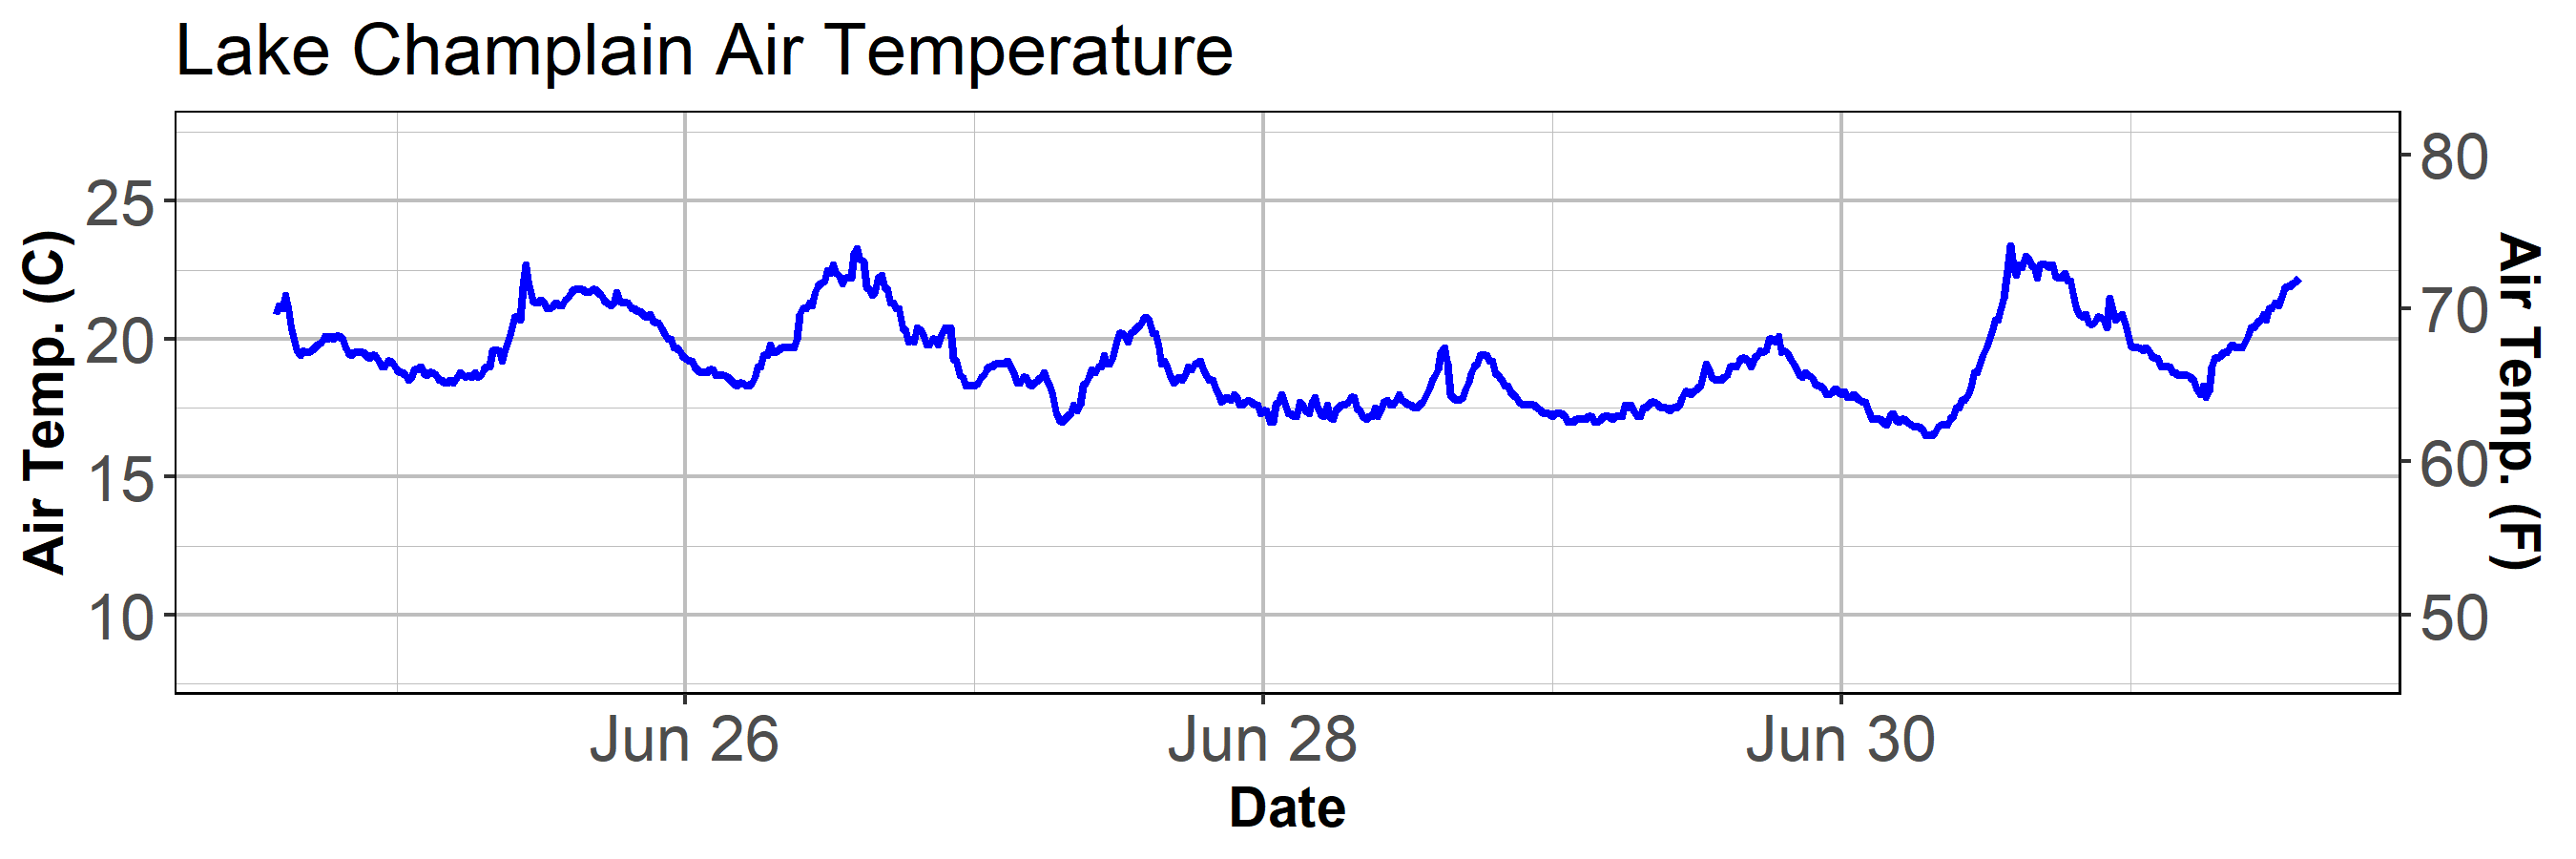 Lake Champlain Air Temperature
Air Temp. (C)
25
20
15
10
80
70
60
50
Air Temp. (F)
Jun 26
Jun 28
Jun 30
Date